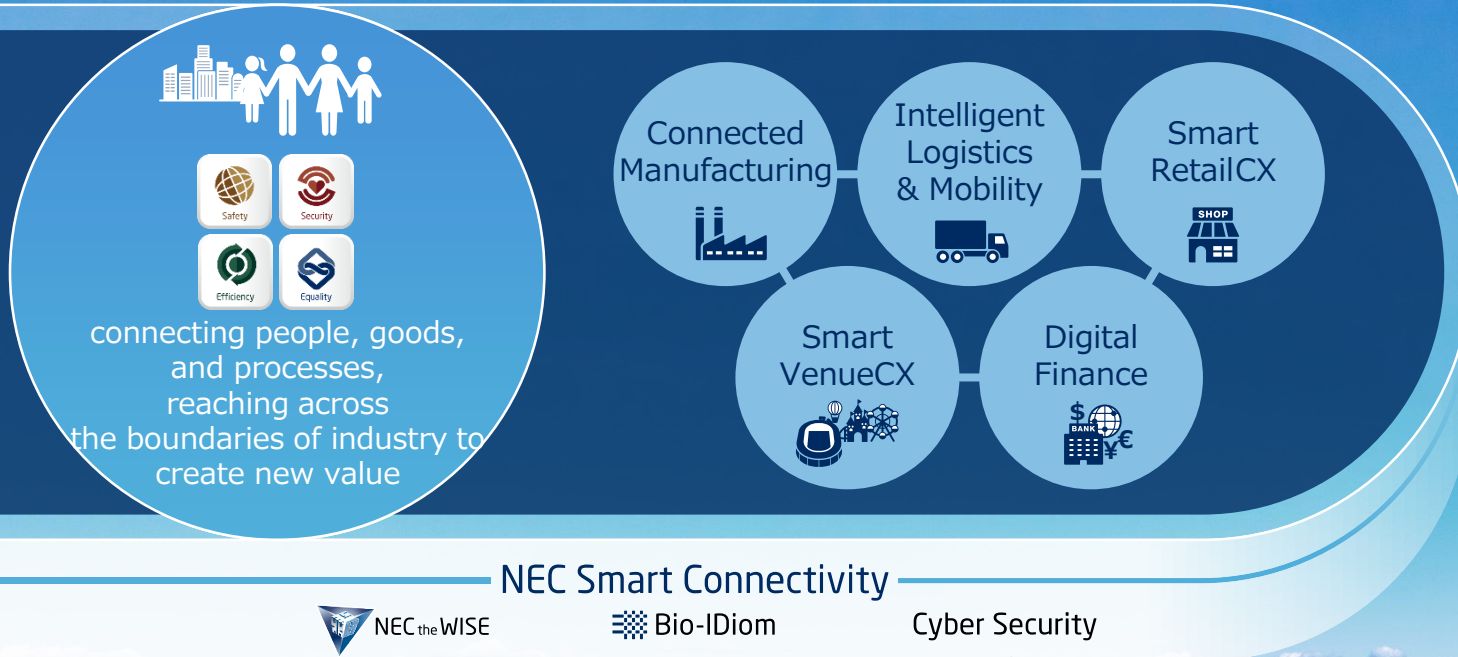 Safety
Security
Efficiency
Equality
connecting people, goods,
and processes,
reaching across
the boundaries of industry to
create new value
Connected
Manufacturing
Intelligent
Logistics
& Mobility
Smart
RetailCX
SHOP
Smart
VenueCX
Digital
Finance
$
BANK
¥€
NEC Smart Connectivity
NEC the WISE
Bio-IDiom
Cyber Security